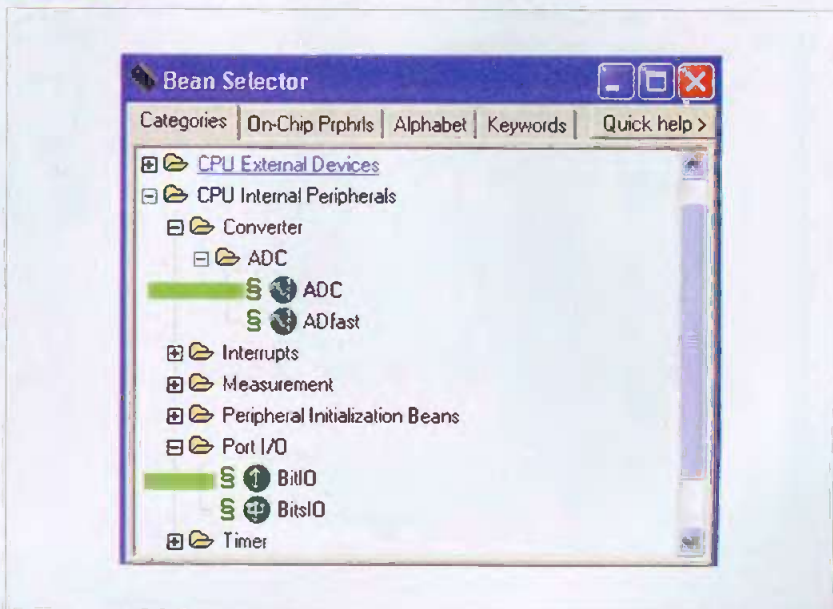 Bean Selector
Categories On-Chip Prphrls Alphabet Keywords Quick help >
CPU External Devices
CPU Internal Peripherals
Converter
ADC
ADC
ADfast
Interrupts
Measurement
Peripheral Initialization Beans
Port I/O
BitIO
BitsIO
Timer